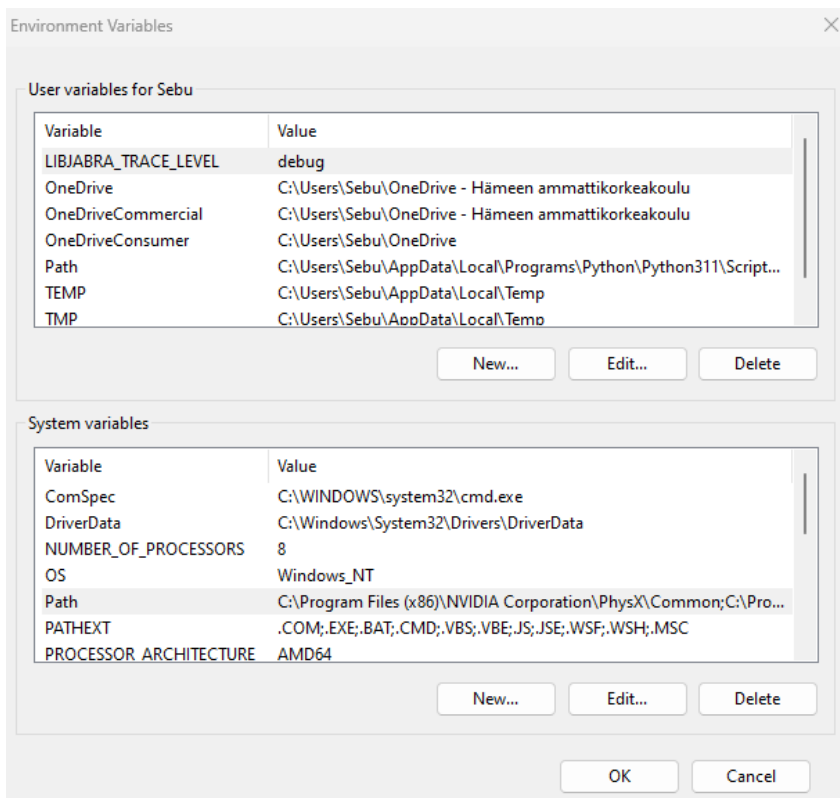 Environment Variables
User variables for Sebu
Variable Value
LIBJABRA_TRACE_LEVEL debug
OneDrive C:\Users\Sebu\OneDrive - Hämeen ammattikorkeakoulu
OneDriveCommercial C:\Users\Sebu\OneDrive - Hämeen ammattikorkeakoulu
OneDriveConsumer C:\Users\Sebu\OneDrive
Path C:\Users\Sebu\AppData\Local\Programs\Python\Python311\Script...
TEMP C:\Users\Sebu\AppData\Local\Temp
TMP C:\Users\Sebu\AppData\Local\Temp
New... Edit... Delete
System variables
Variable Value
ComSpec C:\WINDOWS\system32\cmd.exe
DriverData C:\Windows\System32\Drivers\DriverData
NUMBER_OF_PROCESSORS 8
OS Windows_NT
Path C:\Program Files (x86)\NVIDIA Corporation\PhysX\Common;C:\Pro...
PATHEXT .COM;.EXE;.BAT;.CMD;.VBS;.VBE;.JS;.JSE;.WSF;.WSH;.MSC
PROCESSOR_ARCHITECTURE AMD64
New... Edit... Delete
OK Cancel